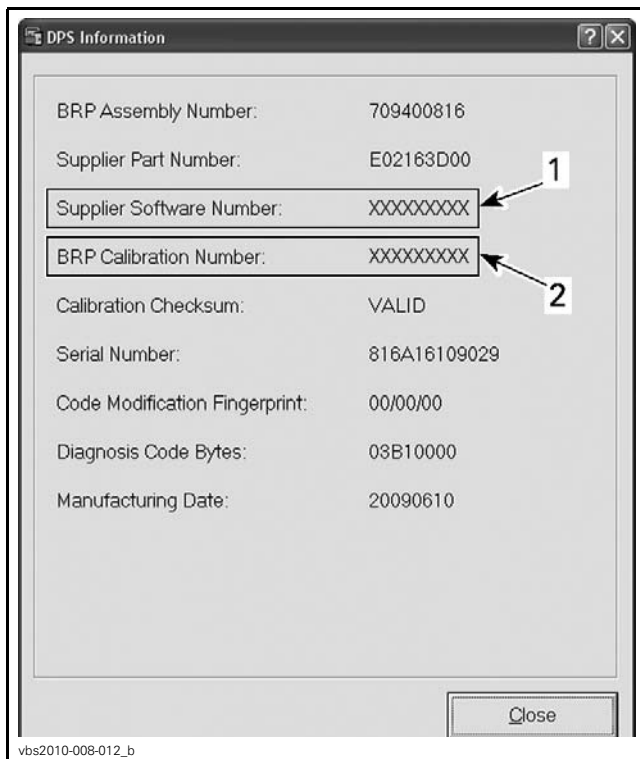 DPS Information
BRP Assembly Number: 709400816
Supplier Part Number: E02163D00
1
Supplier Software Number: XXXXXXXXX
BRP Calibration Number: XXXXXXXXX
2
Calibration Checksum: VALID
Serial Number: 816A16109029
Code Modification Fingerprint: 00/00/00
Diagnosis Code Bytes: 03B10000
Manufacturing Date: 20090610
Close
vbs2010-008-012_b